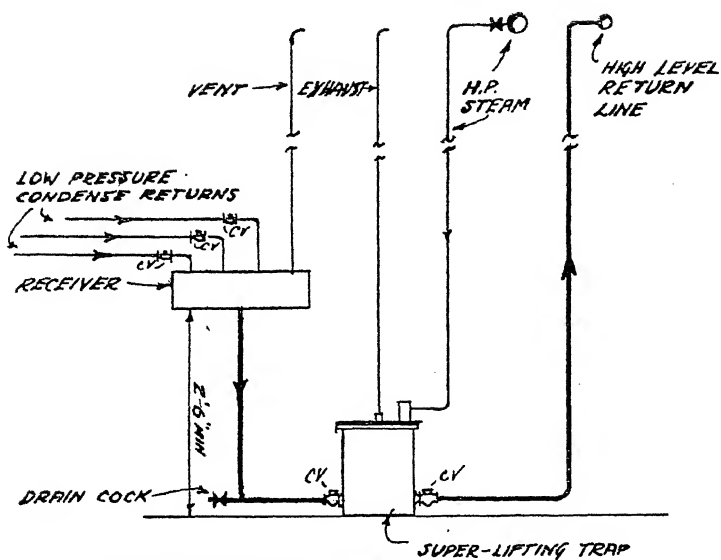 VENT
EXHAUST
H.P.
STEAM
HIGH LEVEL
RETURN
LINE
LOW PRESSURE
CONDENSE RETURNS
CV
CV
CV
RECEIVER
2'-6" MIN
CV
CV
DRAIN COCK
SUPER-LIFTING TRAP